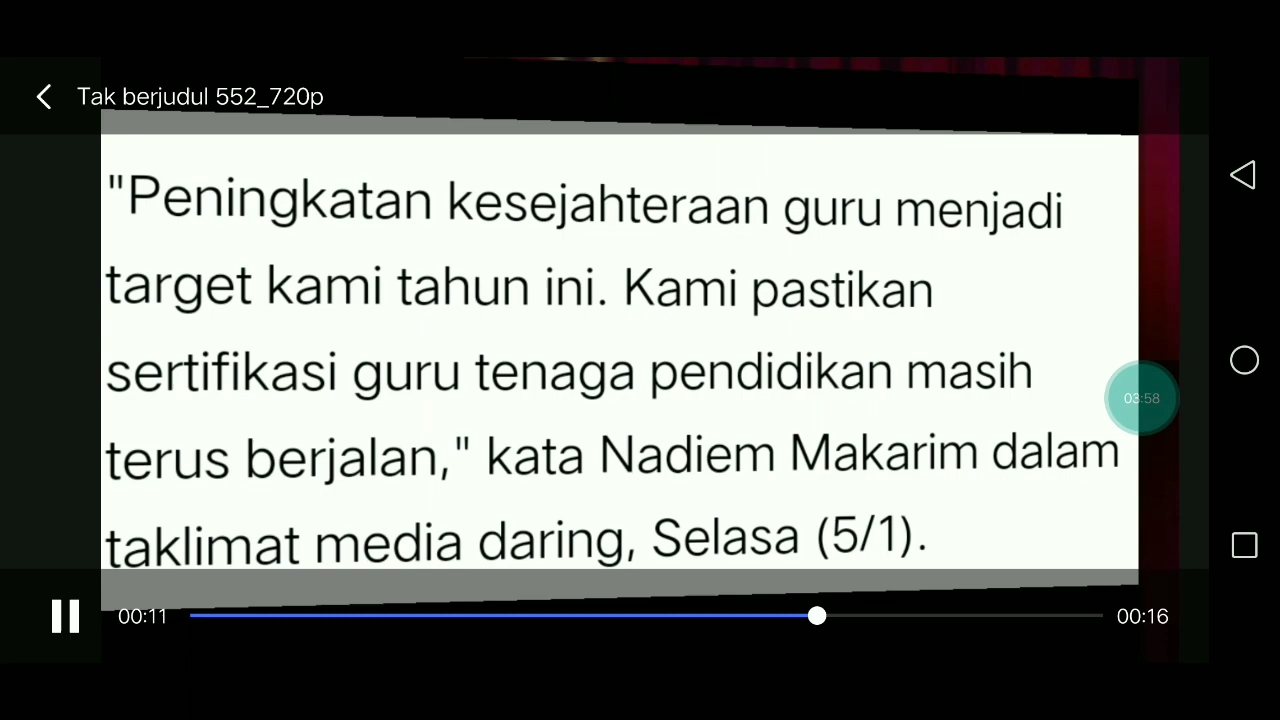 Tak berjudul 552_720p
"Peningkatan kesejahteraan guru menjadi
target kami tahun ini. Kami pastikan
sertifikasi guru tenaga pendidikan masih
terus berjalan," kata Nadiem Makarim dalam
taklimat media daring, Selasa (5/1).
03:58
00:11
00:16